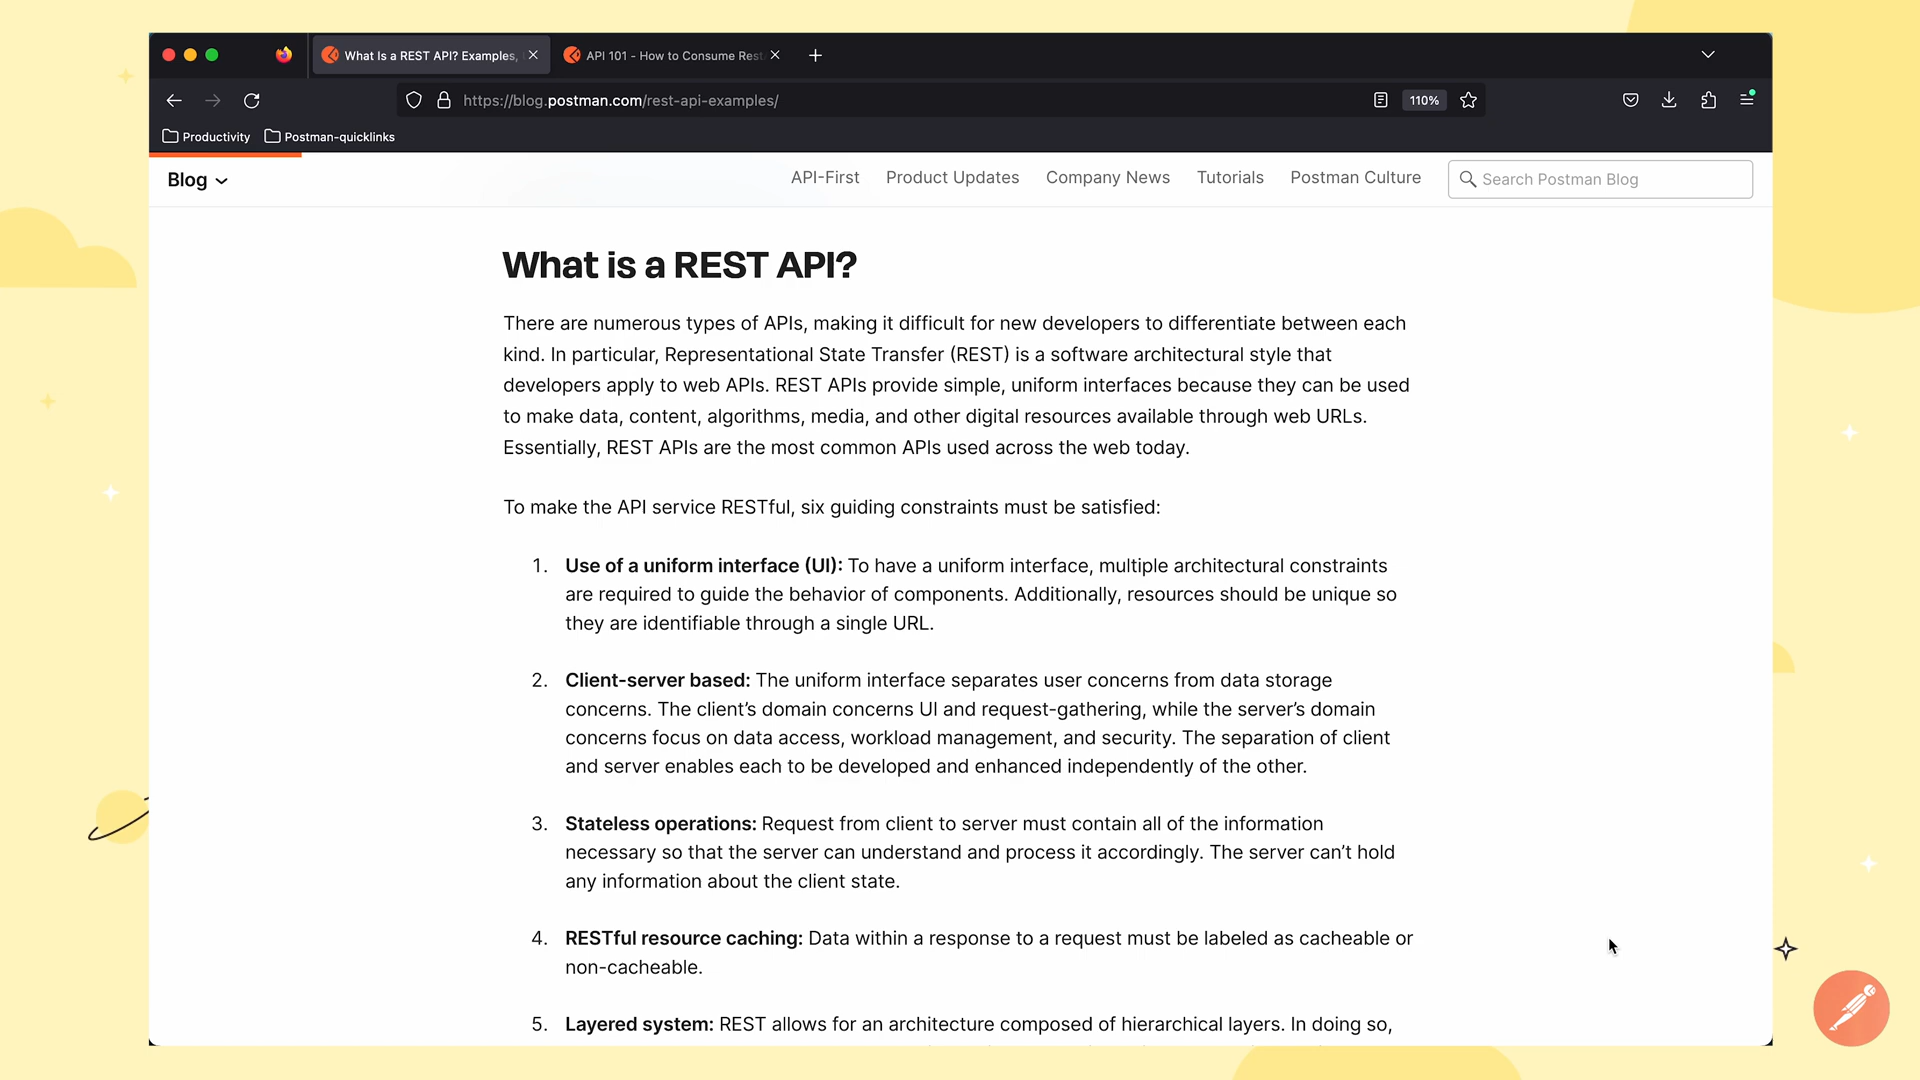 What Is a REST API? Examples,
API 101 - How to Consume Rest
https://blog.postman.com/rest-api-examples/
110%
Productivity
Postman-quicklinks
Blog
API-First
Product Updates
Company News
Tutorials
Postman Culture
Search Postman Blog
What is a REST API?
There are numerous types of APIs, making it difficult for new developers to differentiate between each
kind. In particular, Representational State Transfer (REST) is a software architectural style that
developers apply to web APIs. REST APIs provide simple, uniform interfaces because they can be used
to make data, content, algorithms, media, and other digital resources available through web URLs.
Essentially, REST APIs are the most common APIs used across the web today.
To make the API service RESTful, six guiding constraints must be satisfied:
1. Use of a uniform interface (UI): To have a uniform interface, multiple architectural constraints
are required to guide the behavior of components. Additionally, resources should be unique so
they are identifiable through a single URL.
2. Client-server based: The uniform interface separates user concerns from data storage
concerns. The client’s domain concerns UI and request-gathering, while the server’s domain
concerns focus on data access, workload management, and security. The separation of client
and server enables each to be developed and enhanced independently of the other.
3. Stateless operations: Request from client to server must contain all of the information
necessary so that the server can understand and process it accordingly. The server can’t hold
any information about the client state.
4. RESTful resource caching: Data within a response to a request must be labeled as cacheable or
non-cacheable.
5. Layered system: REST allows for an architecture composed of hierarchical layers. In doing so,